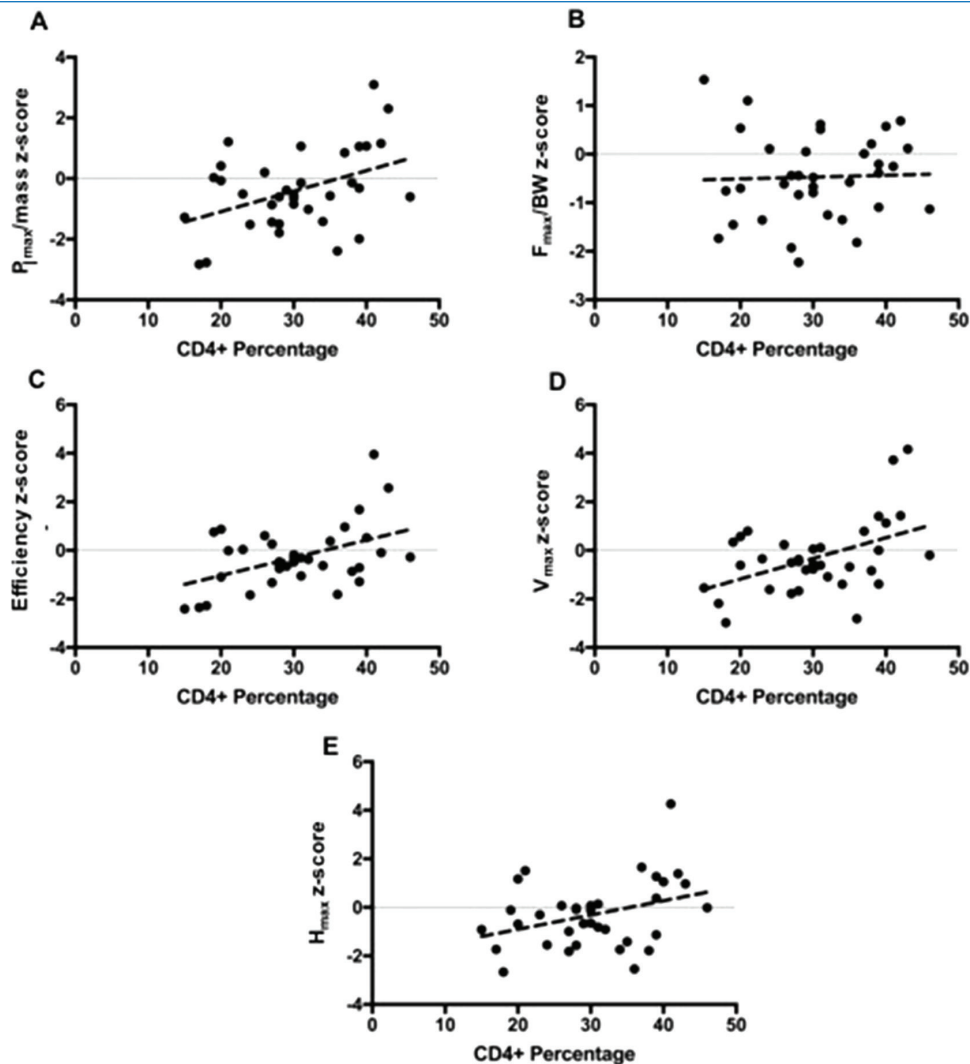 A
B
P|max/mass z-score
4
2
0
-2
-4
0 10 20 30 40 50
CD4+ Percentage
Fmax/BW z-score
2
1
0
-1
-2
-3
0 10 20 30 40 50
CD4+ Percentage
C
D
Efficiency z-score
6
4
2
0
-2
-4
0 10 20 30 40 50
CD4+ Percentage
Vmax z-score
6
4
2
0
-2
-4
0 10 20 30 40 50
CD4+ Percentage
E
Hmax z-score
6
4
2
0
-2
-4
0 10 20 30 40 50
CD4+ Percentage